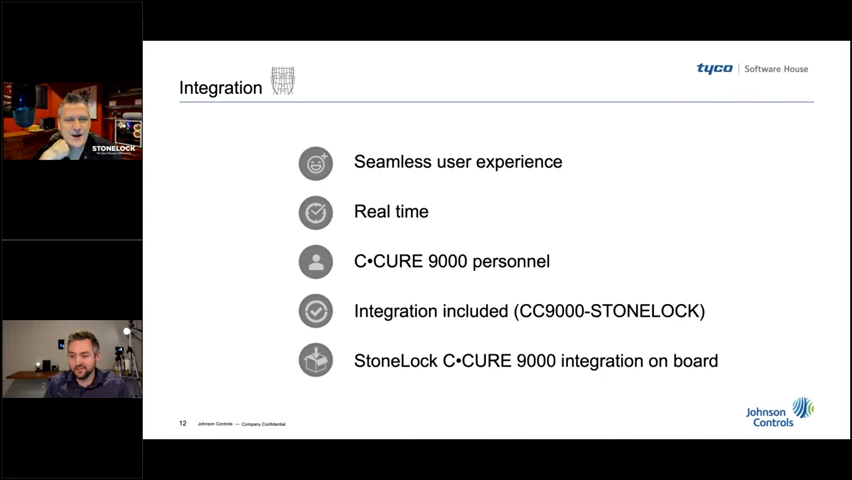 Integration
tyco | Software House
STONELOCK
Seamless user experience
Real time
C•CURE 9000 personnel
Integration included (CC9000-STONELOCK)
StoneLock C•CURE 9000 integration on board
12 Johnson Controls — Company Confidential
Johnson
Controls